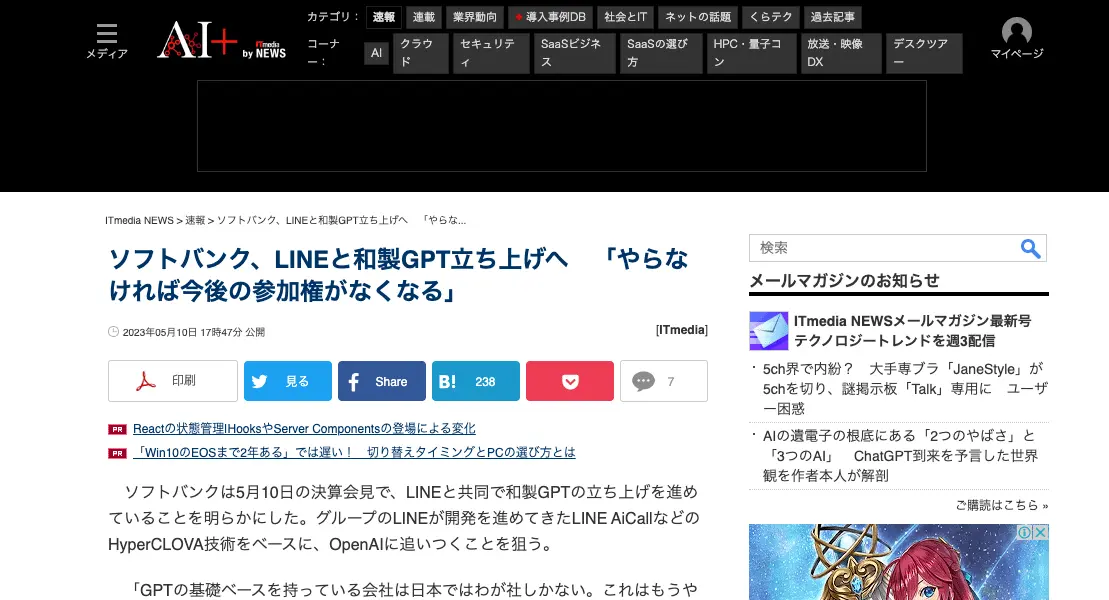 メディア
AI+ by ITmedia NEWS
カテゴリ： 速報 連載 業界動向 導入事例DB 社会とIT ネットの話題 くらテク 過去記事
コーナー： AI クラウド セキュリティ SaaSビジネス SaaSの選び方 HPC・量子コン 放送・映像DX デスクツアー
マイページ
ITmedia NEWS > 速報 > ソフトバンク、LINEと和製GPT立ち上げへ　「やらな...
ソフトバンク、LINEと和製GPT立ち上げへ　「やらな
ければ今後の参加権がなくなる」
2023年05月10日 17時47分 公開
[ITmedia]
印刷 見る Share B! 238 7
PR Reactの状態管理lHooksやServer Componentsの登場による変化
PR 「Win10のEOSまで2年ある」では遅い！　切り替えタイミングとPCの選び方とは
ソフトバンクは5月10日の決算会見で、LINEと共同で和製GPTの立ち上げを進め
ていることを明らかにした。グループのLINEが開発を進めてきたLINE AiCallなどの
HyperCLOVA技術をベースに、OpenAIに追いつくことを狙う。
「GPTの基礎ベースを持っている会社は日本ではわが社しかない。これはもうや
検索
メールマガジンのお知らせ
ITmedia NEWSメールマガジン最新号
テクノロジートレンドを週3配信
・5ch界で内紛？　大手専ブラ「JaneStyle」が
5chを切り、謎掲示板「Talk」専用に　ユーザ
ー困惑
・AIの遺電子の根底にある「2つのやばさ」と
「3つのAI」　ChatGPT到来を予言した世界
観を作者本人が解剖
ご購読はこちら »